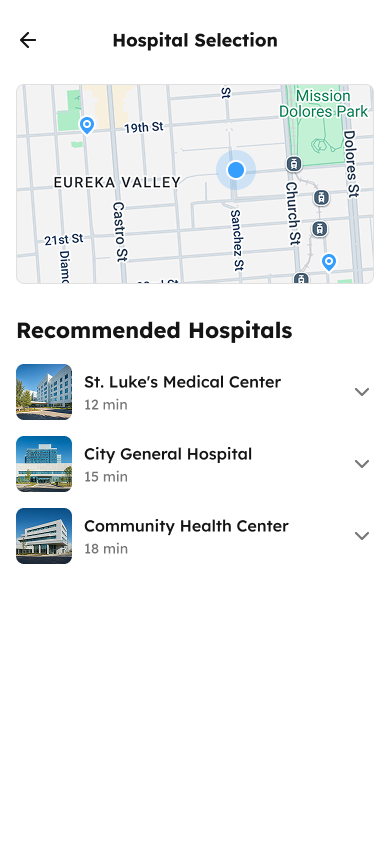 Hospital Selection
Mission
Dolores Park
St
19th St
Dolores St
EUREKA VALLEY
Castro St
Sanchez St
Church St
21st St
Diamo
Recommended Hospitals
St. Luke's Medical Center
12 min
City General Hospital
15 min
Community Health Center
18 min